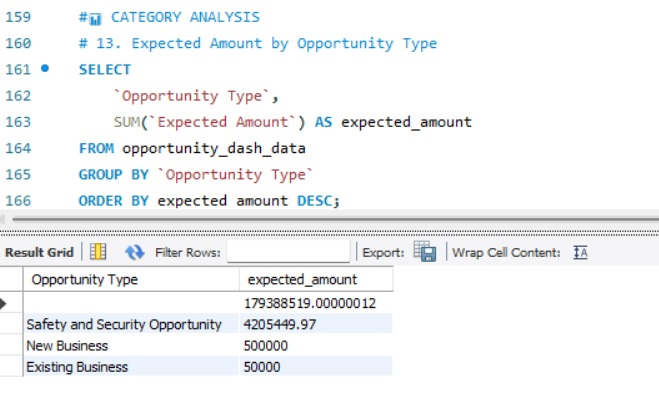 159 #📊 CATEGORY ANALYSIS
160 # 13. Expected Amount by Opportunity Type
161 SELECT
162 `Opportunity Type`,
163 SUM(`Expected Amount`) AS expected_amount
164 FROM opportunity_dash_data
165 GROUP BY `Opportunity Type`
166 ORDER BY expected_amount DESC;
Result Grid Filter Rows: Export: Wrap Cell Content: IA
Opportunity Type expected_amount
179388519.00000012
Safety and Security Opportunity 4205449.97
New Business 500000
Existing Business 50000